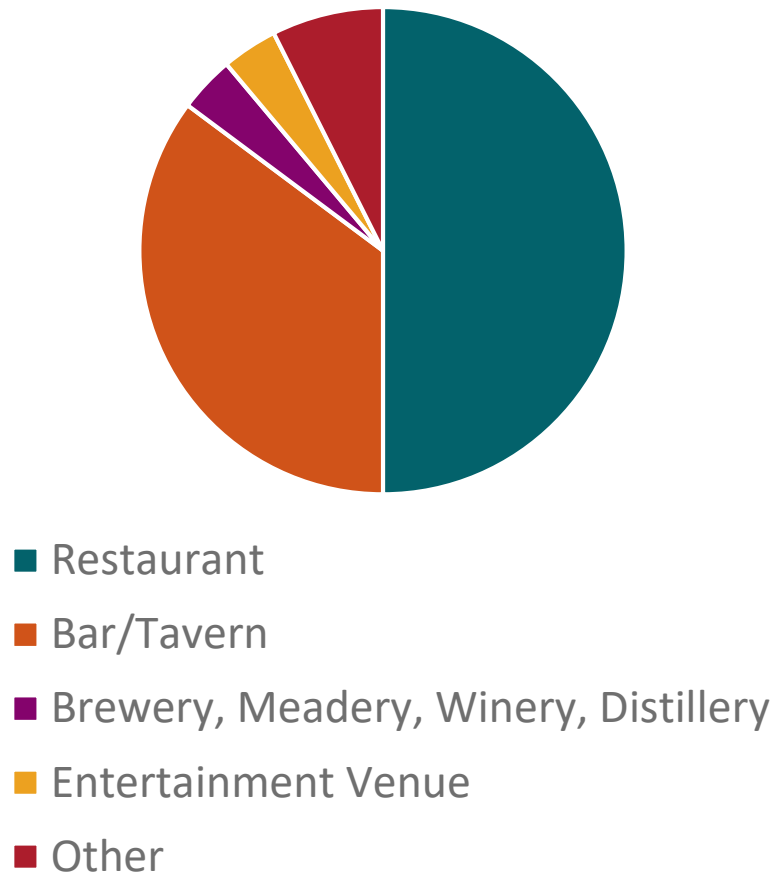 Restaurant
Bar/Tavern
Brewery, Meadery, Winery, Distillery
Entertainment Venue
Other